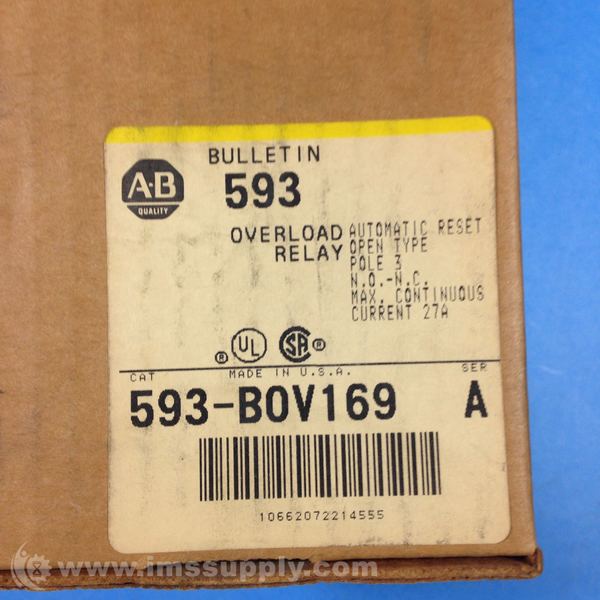 BULLETIN
593
A-B
QUALITY
OVERLOAD
RELAY
AUTOMATIC RESET
OPEN TYPE
POLE 3
N.O.-N.C.
MAX. CONTINUOUS
CURRENT 27A
® UL SA ®
MADE IN U.S.A.
CAT SER
593-BOV169 A
10662072214555
© www.imssupply.com